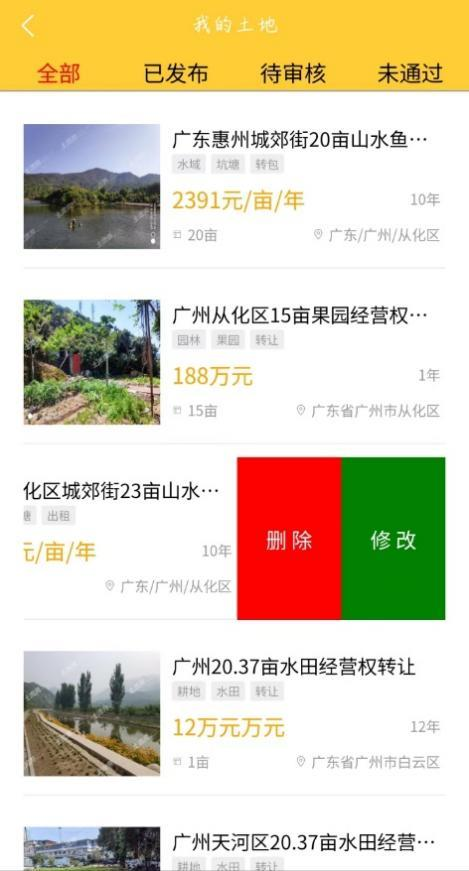 我的土地
全部 已发布 待审核 未通过
广东惠州城郊街20亩山水鱼…
水域 坑塘 转包
2391元/亩/年 10年
20亩 广东/广州/从化区
广州从化区15亩果园经营权…
园林 果园 转让
188万元 1年
15亩 广东省广州市从化区
化区城郊街23亩山水…
塘 出租
元/亩/年 10年
广东/广州/从化区
删除 修改
广州20.37亩水田经营权转让
耕地 水田 转让
12万元万元 12年
1亩 广东省广州市白云区
广州天河区20.37亩水田经营…
耕地 水田 转让